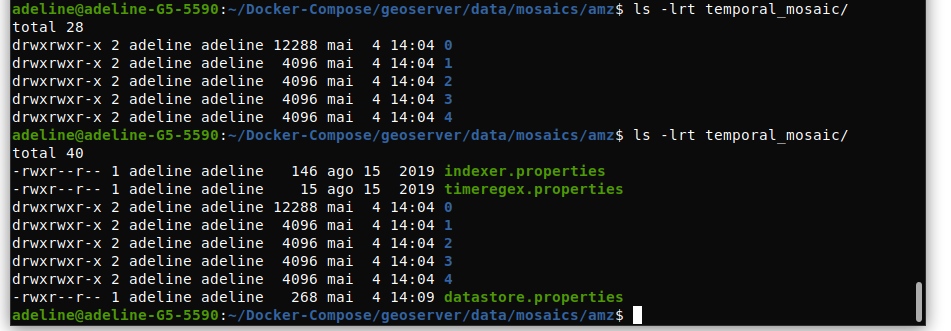 adeline@adeline-G5-5590:~/Docker-Compose/geoserver/data/mosaics/amz$ ls -lrt temporal_mosaic/
total 28
drwxrwxr-x 2 adeline adeline 12288 mai  4 14:04 0
drwxrwxr-x 2 adeline adeline  4096 mai  4 14:04 1
drwxrwxr-x 2 adeline adeline  4096 mai  4 14:04 2
drwxrwxr-x 2 adeline adeline  4096 mai  4 14:04 3
drwxrwxr-x 2 adeline adeline  4096 mai  4 14:04 4
adeline@adeline-G5-5590:~/Docker-Compose/geoserver/data/mosaics/amz$ ls -lrt temporal_mosaic/
total 40
-rwxr--r-- 1 adeline adeline   146 ago 15  2019 indexer.properties
-rwxr--r-- 1 adeline adeline    15 ago 15  2019 timeregex.properties
drwxrwxr-x 2 adeline adeline 12288 mai  4 14:04 0
drwxrwxr-x 2 adeline adeline  4096 mai  4 14:04 1
drwxrwxr-x 2 adeline adeline  4096 mai  4 14:04 2
drwxrwxr-x 2 adeline adeline  4096 mai  4 14:04 3
drwxrwxr-x 2 adeline adeline  4096 mai  4 14:04 4
-rwxr--r-- 1 adeline adeline   268 mai  4 14:09 datastore.properties
adeline@adeline-G5-5590:~/Docker-Compose/geoserver/data/mosaics/amz$